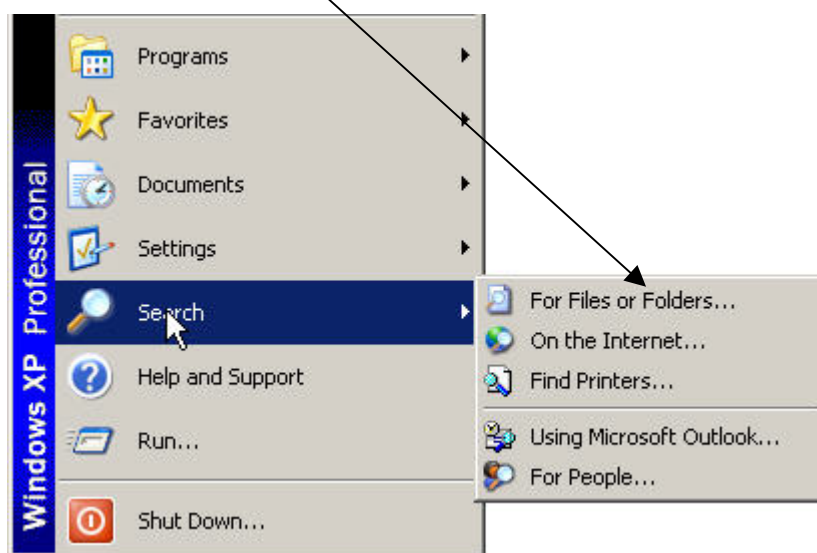 Windows XP Professional
Programs
Favorites
Documents
Settings
Search
Help and Support
Run...
Shut Down...
For Files or Folders...
On the Internet...
Find Printers...
Using Microsoft Outlook...
For People...